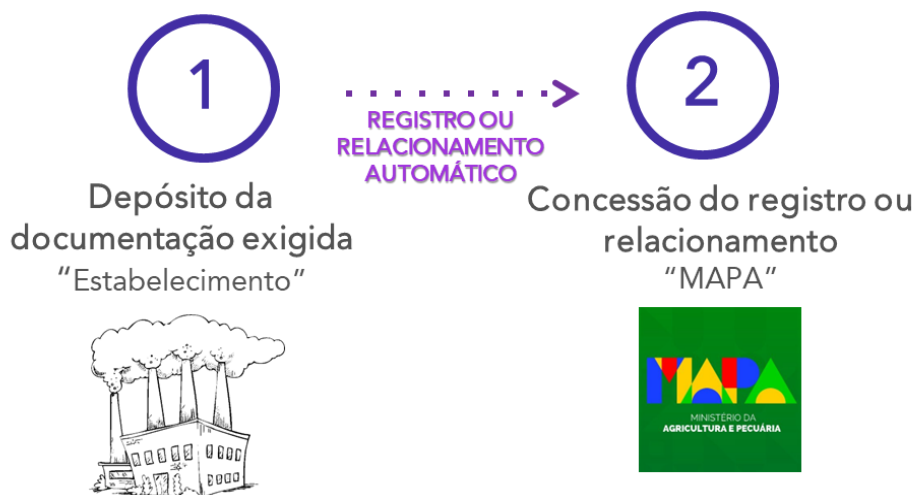 1
REGISTRO OU
RELACIONAMENTO
AUTOMÁTICO
2
Depósito da
documentação exigida
"Estabelecimento"
Concessão do registro ou
relacionamento
"MAPA"
MAPA
MINISTÉRIO DA
AGRICULTURA E PECUÁRIA